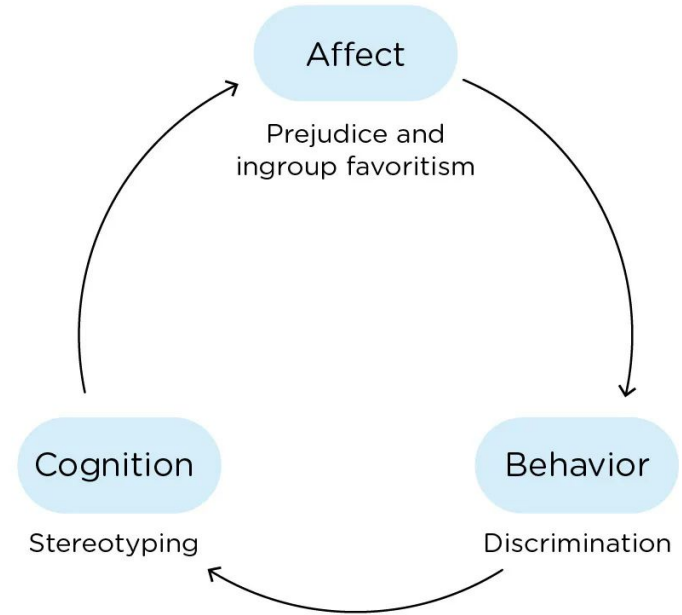 Affect
Prejudice and
ingroup favoritism
Cognition
Stereotyping
Behavior
Discrimination